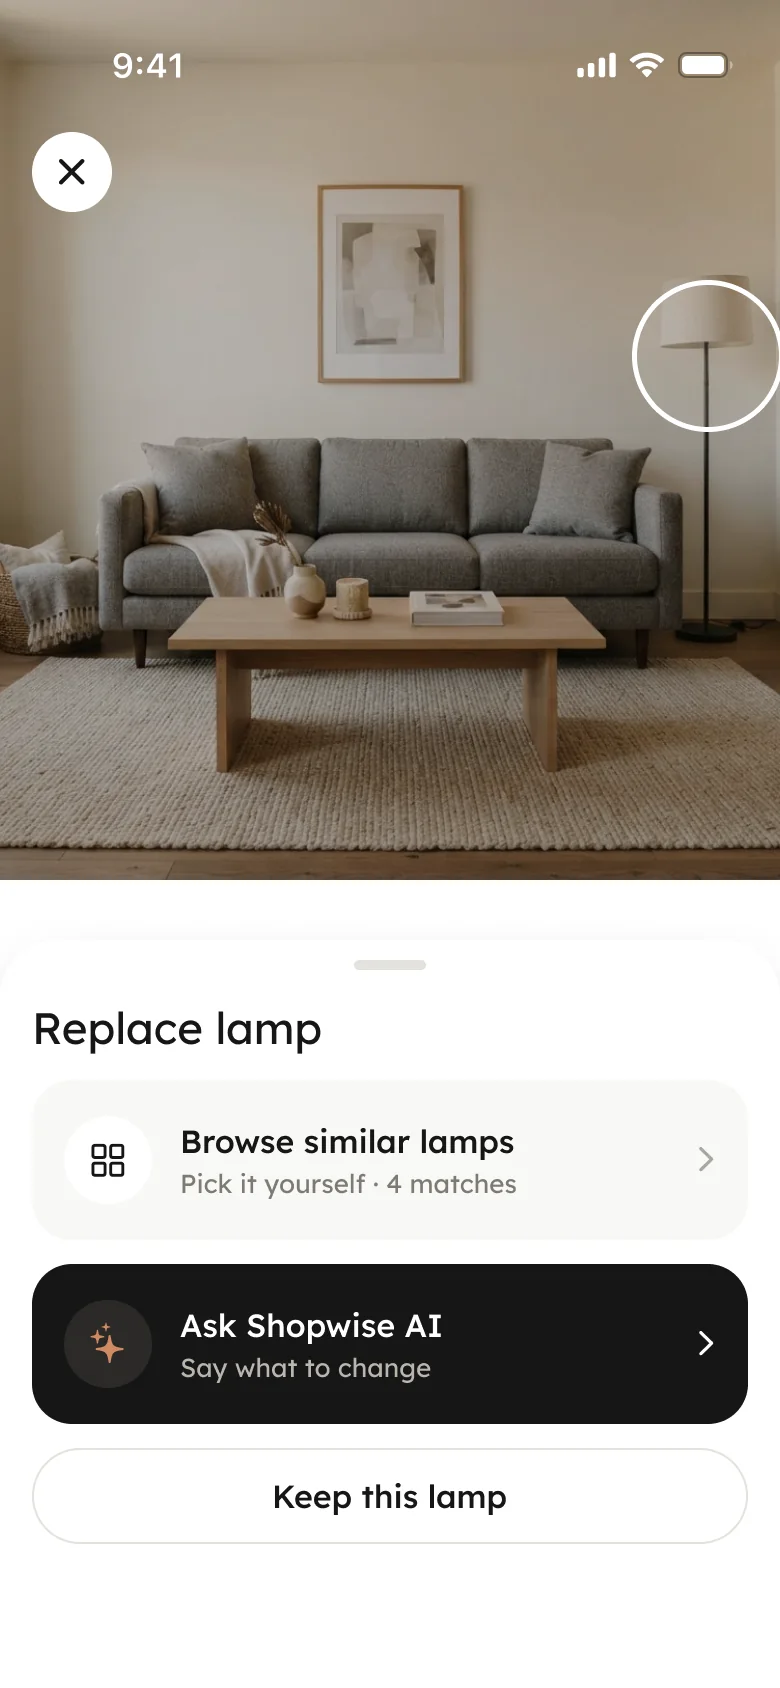 9:41
Replace lamp
Browse similar lamps
Pick it yourself · 4 matches
Ask Shopwise AI
Say what to change
Keep this lamp